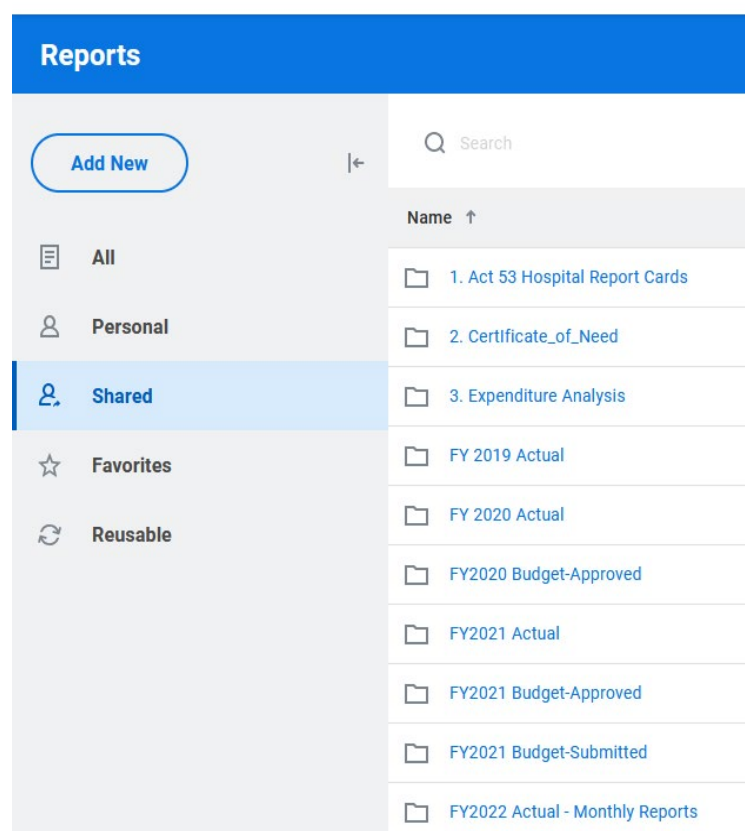 Reports
Add New
All
Personal
Shared
Favorites
Reusable
Search
Name ↑
1. Act 53 Hospital Report Cards
2. CertIficate_of_Need
3. Expenditure Analysis
FY 2019 Actual
FY 2020 Actual
FY2020 Budget-Approved
FY2021 Actual
FY2021 Budget-Approved
FY2021 Budget-Submitted
FY2022 Actual - Monthly Reports